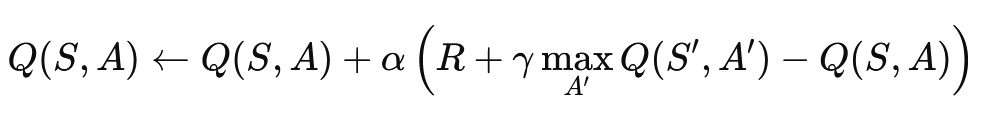 Q(S, A) ← Q(S, A) + α (R + γ max_{A′} Q(S′, A′) − Q(S, A))